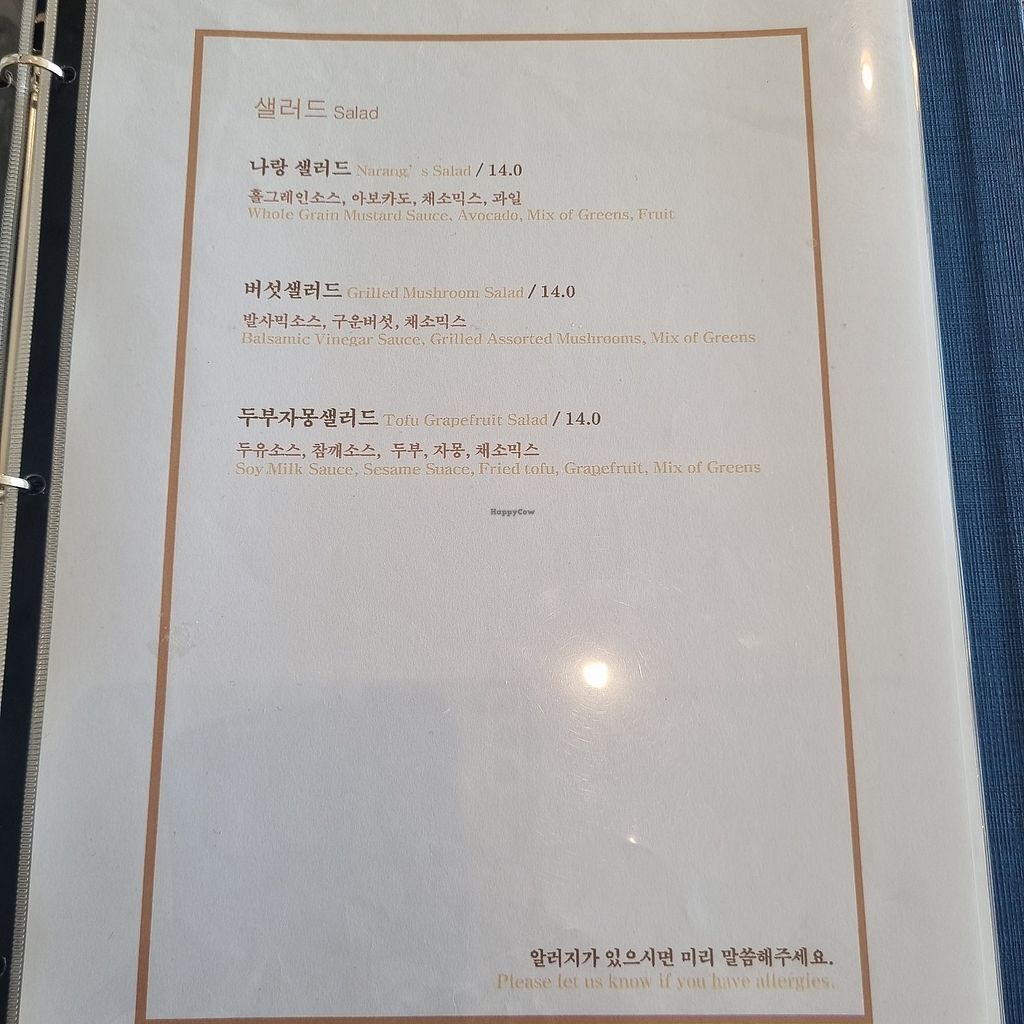 샐러드 Salad
나랑 샐러드 Narang's Salad / 14.0
홀그레인소스, 아보카도, 채소믹스, 과일
Whole Grain Mustard Sauce, Avocado, Mix of Greens, Fruit
버섯샐러드 Grilled Mushroom Salad / 14.0
발사믹소스, 구운버섯, 채소믹스
Balsamic Vinegar Sauce, Grilled Assorted Mushrooms, Mix of Greens
두부자몽샐러드 Tofu Grapefruit Salad / 14.0
두유소스, 참깨소스, 두부, 자몽, 채소믹스
Soy Milk Sauce, Sesame Suace, Fried tofu, Grapefruit, Mix of Greens
HappyCow
알러지가 있으시면 미리 말씀해주세요.
Please let us know if you have allergies.